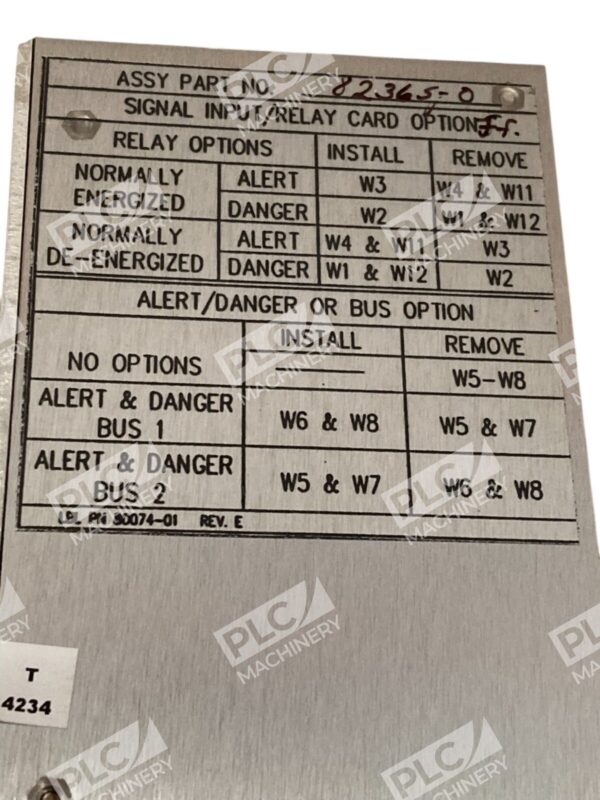 ASSY PART NO. 82365-0
SIGNAL INPUT/RELAY CARD OPTION
RELAY OPTIONS INSTALL REMOVE
NORMALLY ENERGIZED ALERT W3 W4 & W11
DANGER W2 W1 & W12
NORMALLY DE-ENERGIZED ALERT W4 & W11 W3
DANGER W1 & W12 W2
ALERT/DANGER OR BUS OPTION
INSTALL REMOVE
NO OPTIONS ——— W5-W8
ALERT & DANGER BUS 1 W6 & W8 W5 & W7
ALERT & DANGER BUS 2 W5 & W7 W6 & W8
LBL PN 80074-01 REV. E
T
4234
PLC MACHINERY